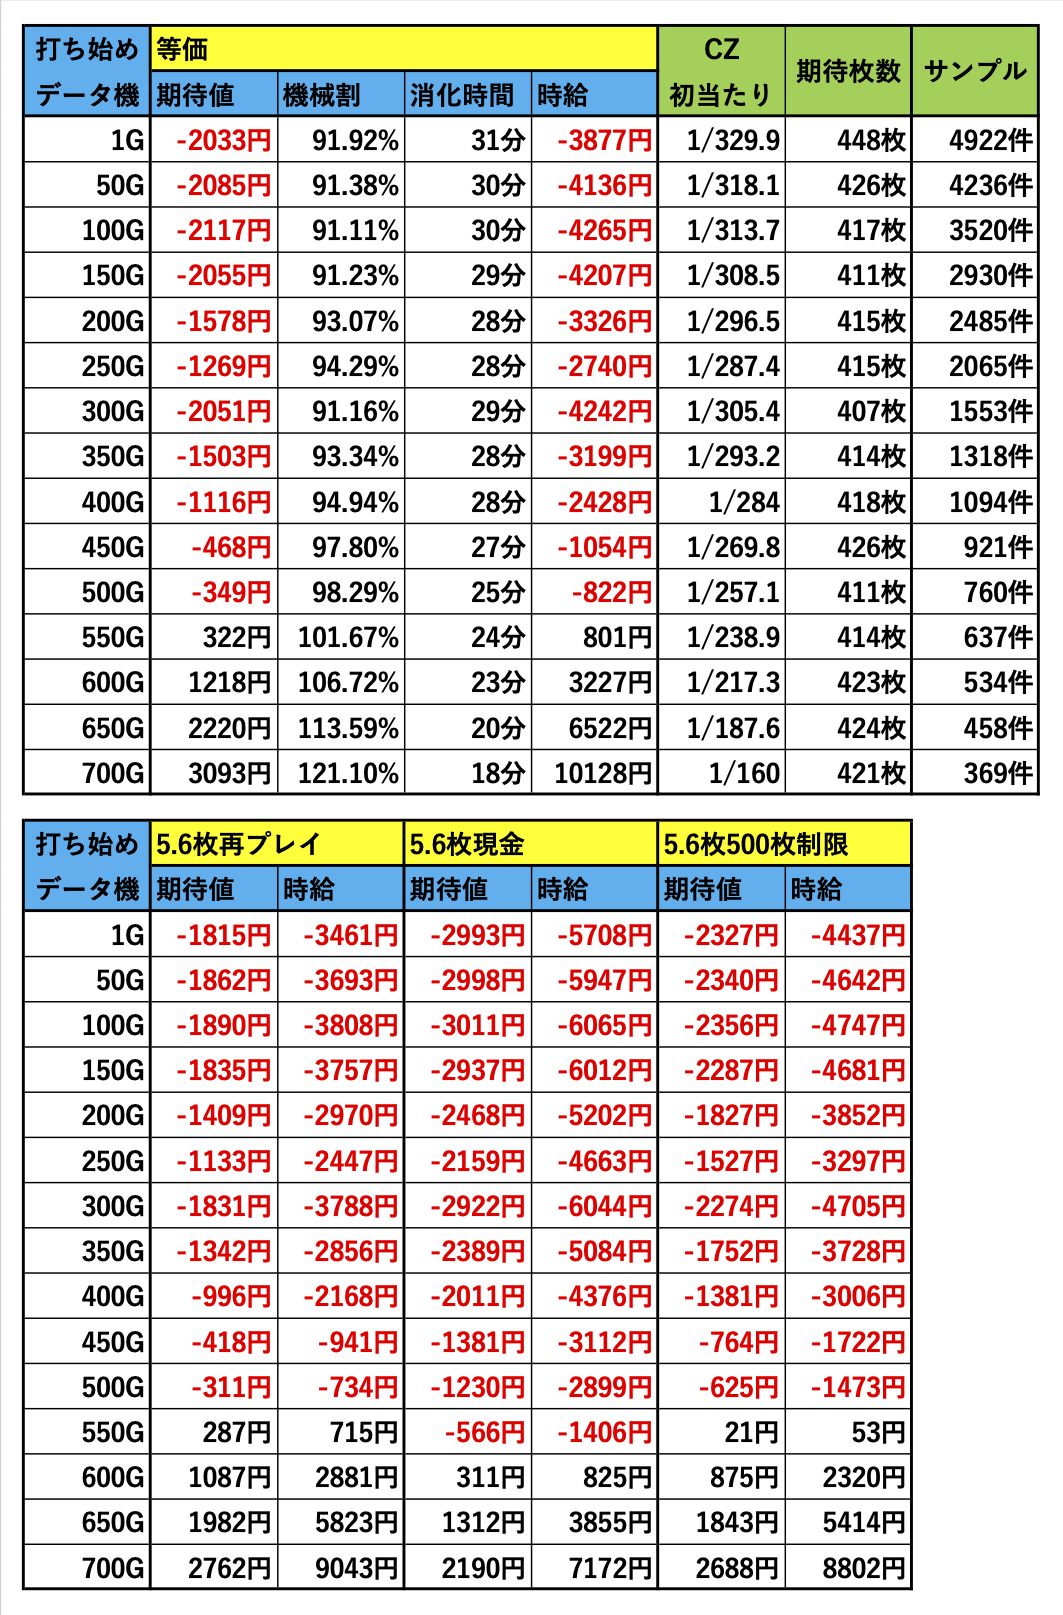 打ち始め 等価 CZ 期待枚数 サンプル
データ機 期待値 機械割 消化時間 時給 初当たり
1G -2033円 91.92% 31分 -3877円 1/329.9 448枚 4922件
50G -2085円 91.38% 30分 -4136円 1/318.1 426枚 4236件
100G -2117円 91.11% 30分 -4265円 1/313.7 417枚 3520件
150G -2055円 91.23% 29分 -4207円 1/308.5 411枚 2930件
200G -1578円 93.07% 28分 -3326円 1/296.5 415枚 2485件
250G -1269円 94.29% 28分 -2740円 1/287.4 415枚 2065件
300G -2051円 91.16% 29分 -4242円 1/305.4 407枚 1553件
350G -1503円 93.34% 28分 -3199円 1/293.2 414枚 1318件
400G -1116円 94.94% 28分 -2428円 1/284 418枚 1094件
450G -468円 97.80% 27分 -1054円 1/269.8 426枚 921件
500G -349円 98.29% 25分 -822円 1/257.1 411枚 760件
550G 322円 101.67% 24分 801円 1/238.9 414枚 637件
600G 1218円 106.72% 23分 3227円 1/217.3 423枚 534件
650G 2220円 113.59% 20分 6522円 1/187.6 424枚 458件
700G 3093円 121.10% 18分 10128円 1/160 421枚 369件
打ち始め 5.6枚再プレイ 5.6枚現金 5.6枚500枚制限
データ機 期待値 時給 期待値 時給 期待値 時給
1G -1815円 -3461円 -2993円 -5708円 -2327円 -4437円
50G -1862円 -3693円 -2998円 -5947円 -2340円 -4642円
100G -1890円 -3808円 -3011円 -6065円 -2356円 -4747円
150G -1835円 -3757円 -2937円 -6012円 -2287円 -4681円
200G -1409円 -2970円 -2468円 -5202円 -1827円 -3852円
250G -1133円 -2447円 -2159円 -4663円 -1527円 -3297円
300G -1831円 -3788円 -2922円 -6044円 -2274円 -4705円
350G -1342円 -2856円 -2389円 -5084円 -1752円 -3728円
400G -996円 -2168円 -2011円 -4376円 -1381円 -3006円
450G -418円 -941円 -1381円 -3112円 -764円 -1722円
500G -311円 -734円 -1230円 -2899円 -625円 -1473円
550G 287円 715円 -566円 -1406円 21円 53円
600G 1087円 2881円 311円 825円 875円 2320円
650G 1982円 5823円 1312円 3855円 1843円 5414円
700G 2762円 9043円 2190円 7172円 2688円 8802円